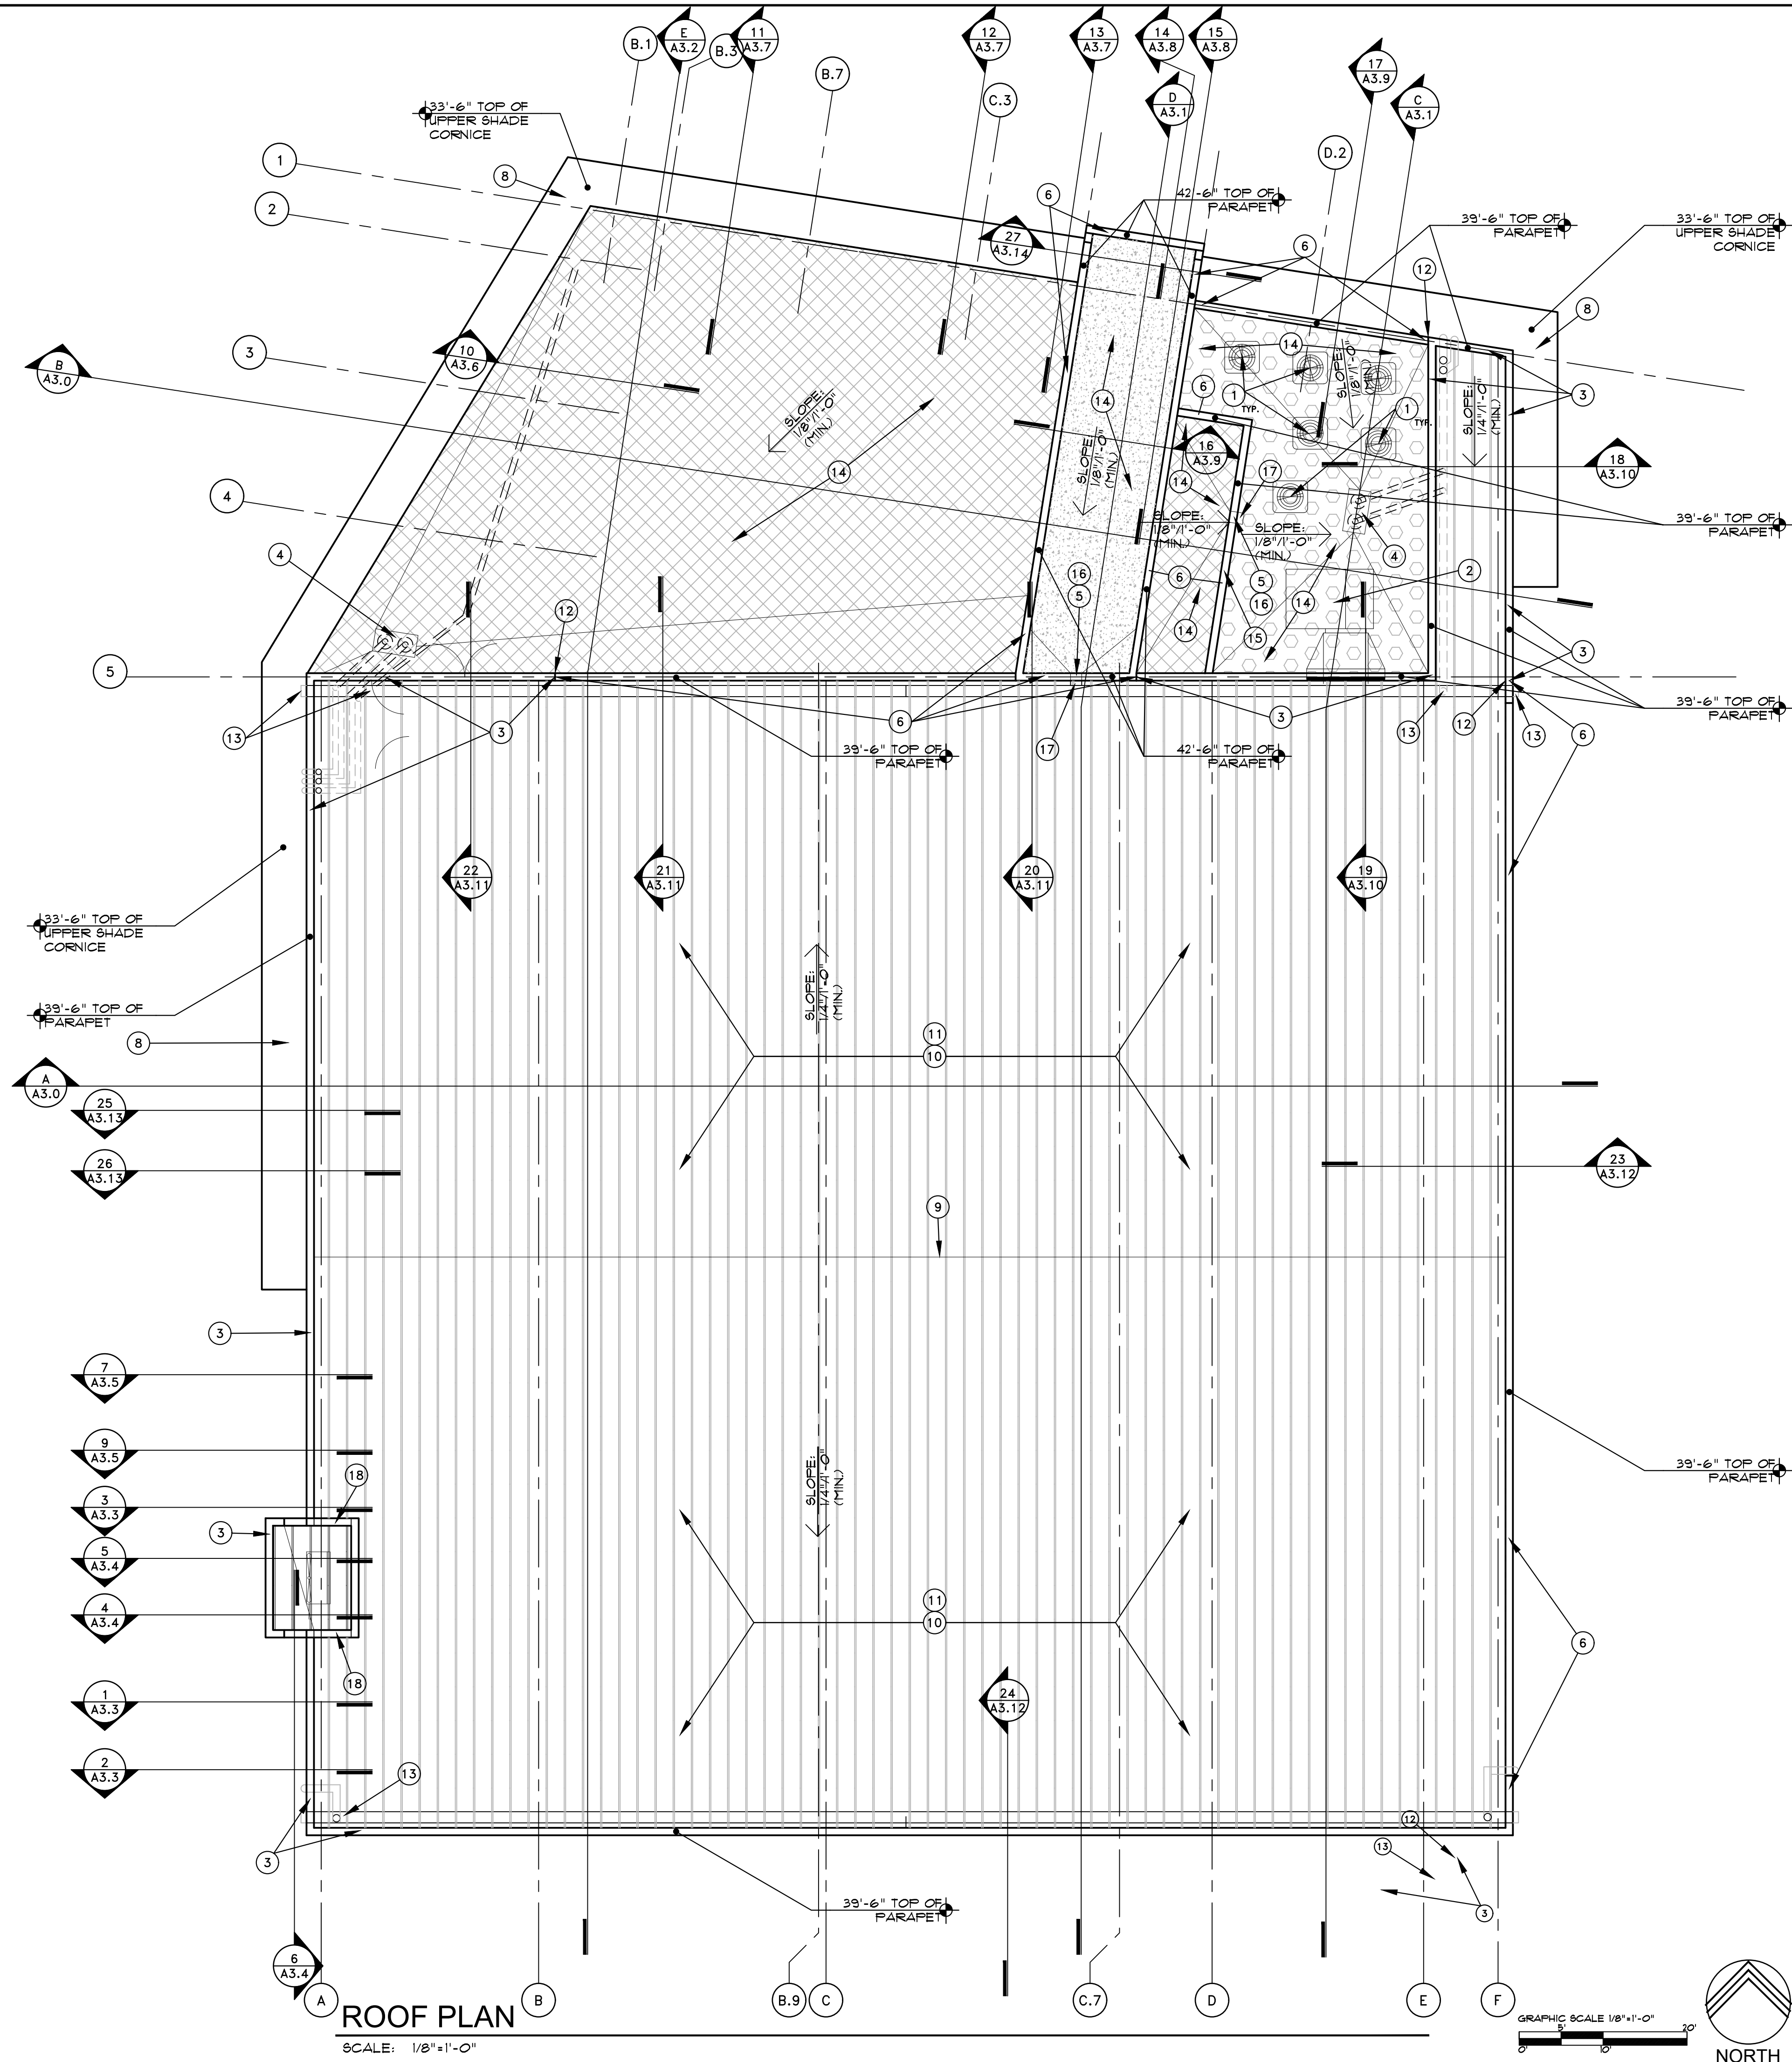 E
A3.2
11
A3.7
12
A3.7
13
A3.7
14
A3.8
15
A3.8
B.1
B.3
B.7
C.3
17
A3.9
C
A3.1
D
A3.1
33'-6" TOP OF
UPPER SHADE
CORNICE
1
8
D.2
2
6
42'-6" TOP OF
PARAPET
39'-6" TOP OF
PARAPET
33'-6" TOP OF
UPPER SHADE
CORNICE
27
A3.14
6
12
8
3
10
A3.6
B
A3.0
14
SLOPE:
1/8"/1'-0"
(MIN.)
SLOPE:
1/8"/1'-0"
(MIN.)
SLOPE:
1/4"/1'-0"
(MIN.)
6
1
TYP.
1
TYP.
3
14
14
SLOPE:
1/8"/1'-0"
(MIN.)
16
A3.9
17
14
18
A3.10
4
SLOPE:
1/8"/1'-0"
(MIN.)
SLOPE:
1/8"/1'-0"
(MIN.)
39'-6" TOP OF
PARAPET
4
4
2
16
5
6
5
16
14
12
14
15
3
5
13
3
6
17
3
13
12
13
6
39'-6" TOP OF
PARAPET
39'-6" TOP OF
PARAPET
42'-6" TOP OF
PARAPET
22
A3.11
21
A3.11
20
A3.11
19
A3.10
33'-6" TOP OF
UPPER SHADE
CORNICE
SLOPE:
1/4"/1'-0"
(MIN.)
39'-6" TOP OF
PARAPET
8
11
10
A
A3.0
25
A3.13
26
A3.13
23
A3.12
9
3
7
A3.5
9
A3.5
SLOPE:
1/4"/1'-0"
(MIN.)
39'-6" TOP OF
PARAPET
18
3
A3.3
3
5
A3.4
4
A3.4
11
10
6
18
1
A3.3
24
A3.12
2
A3.3
13
12
13
3
39'-6" TOP OF
PARAPET
3
6
A3.4
A
B
B.9
C
C.7
D
E
F
ROOF PLAN
SCALE: 1/8"=1'-0"
GRAPHIC SCALE 1/8"=1'-0"
5'
20'
0'
10'
NORTH